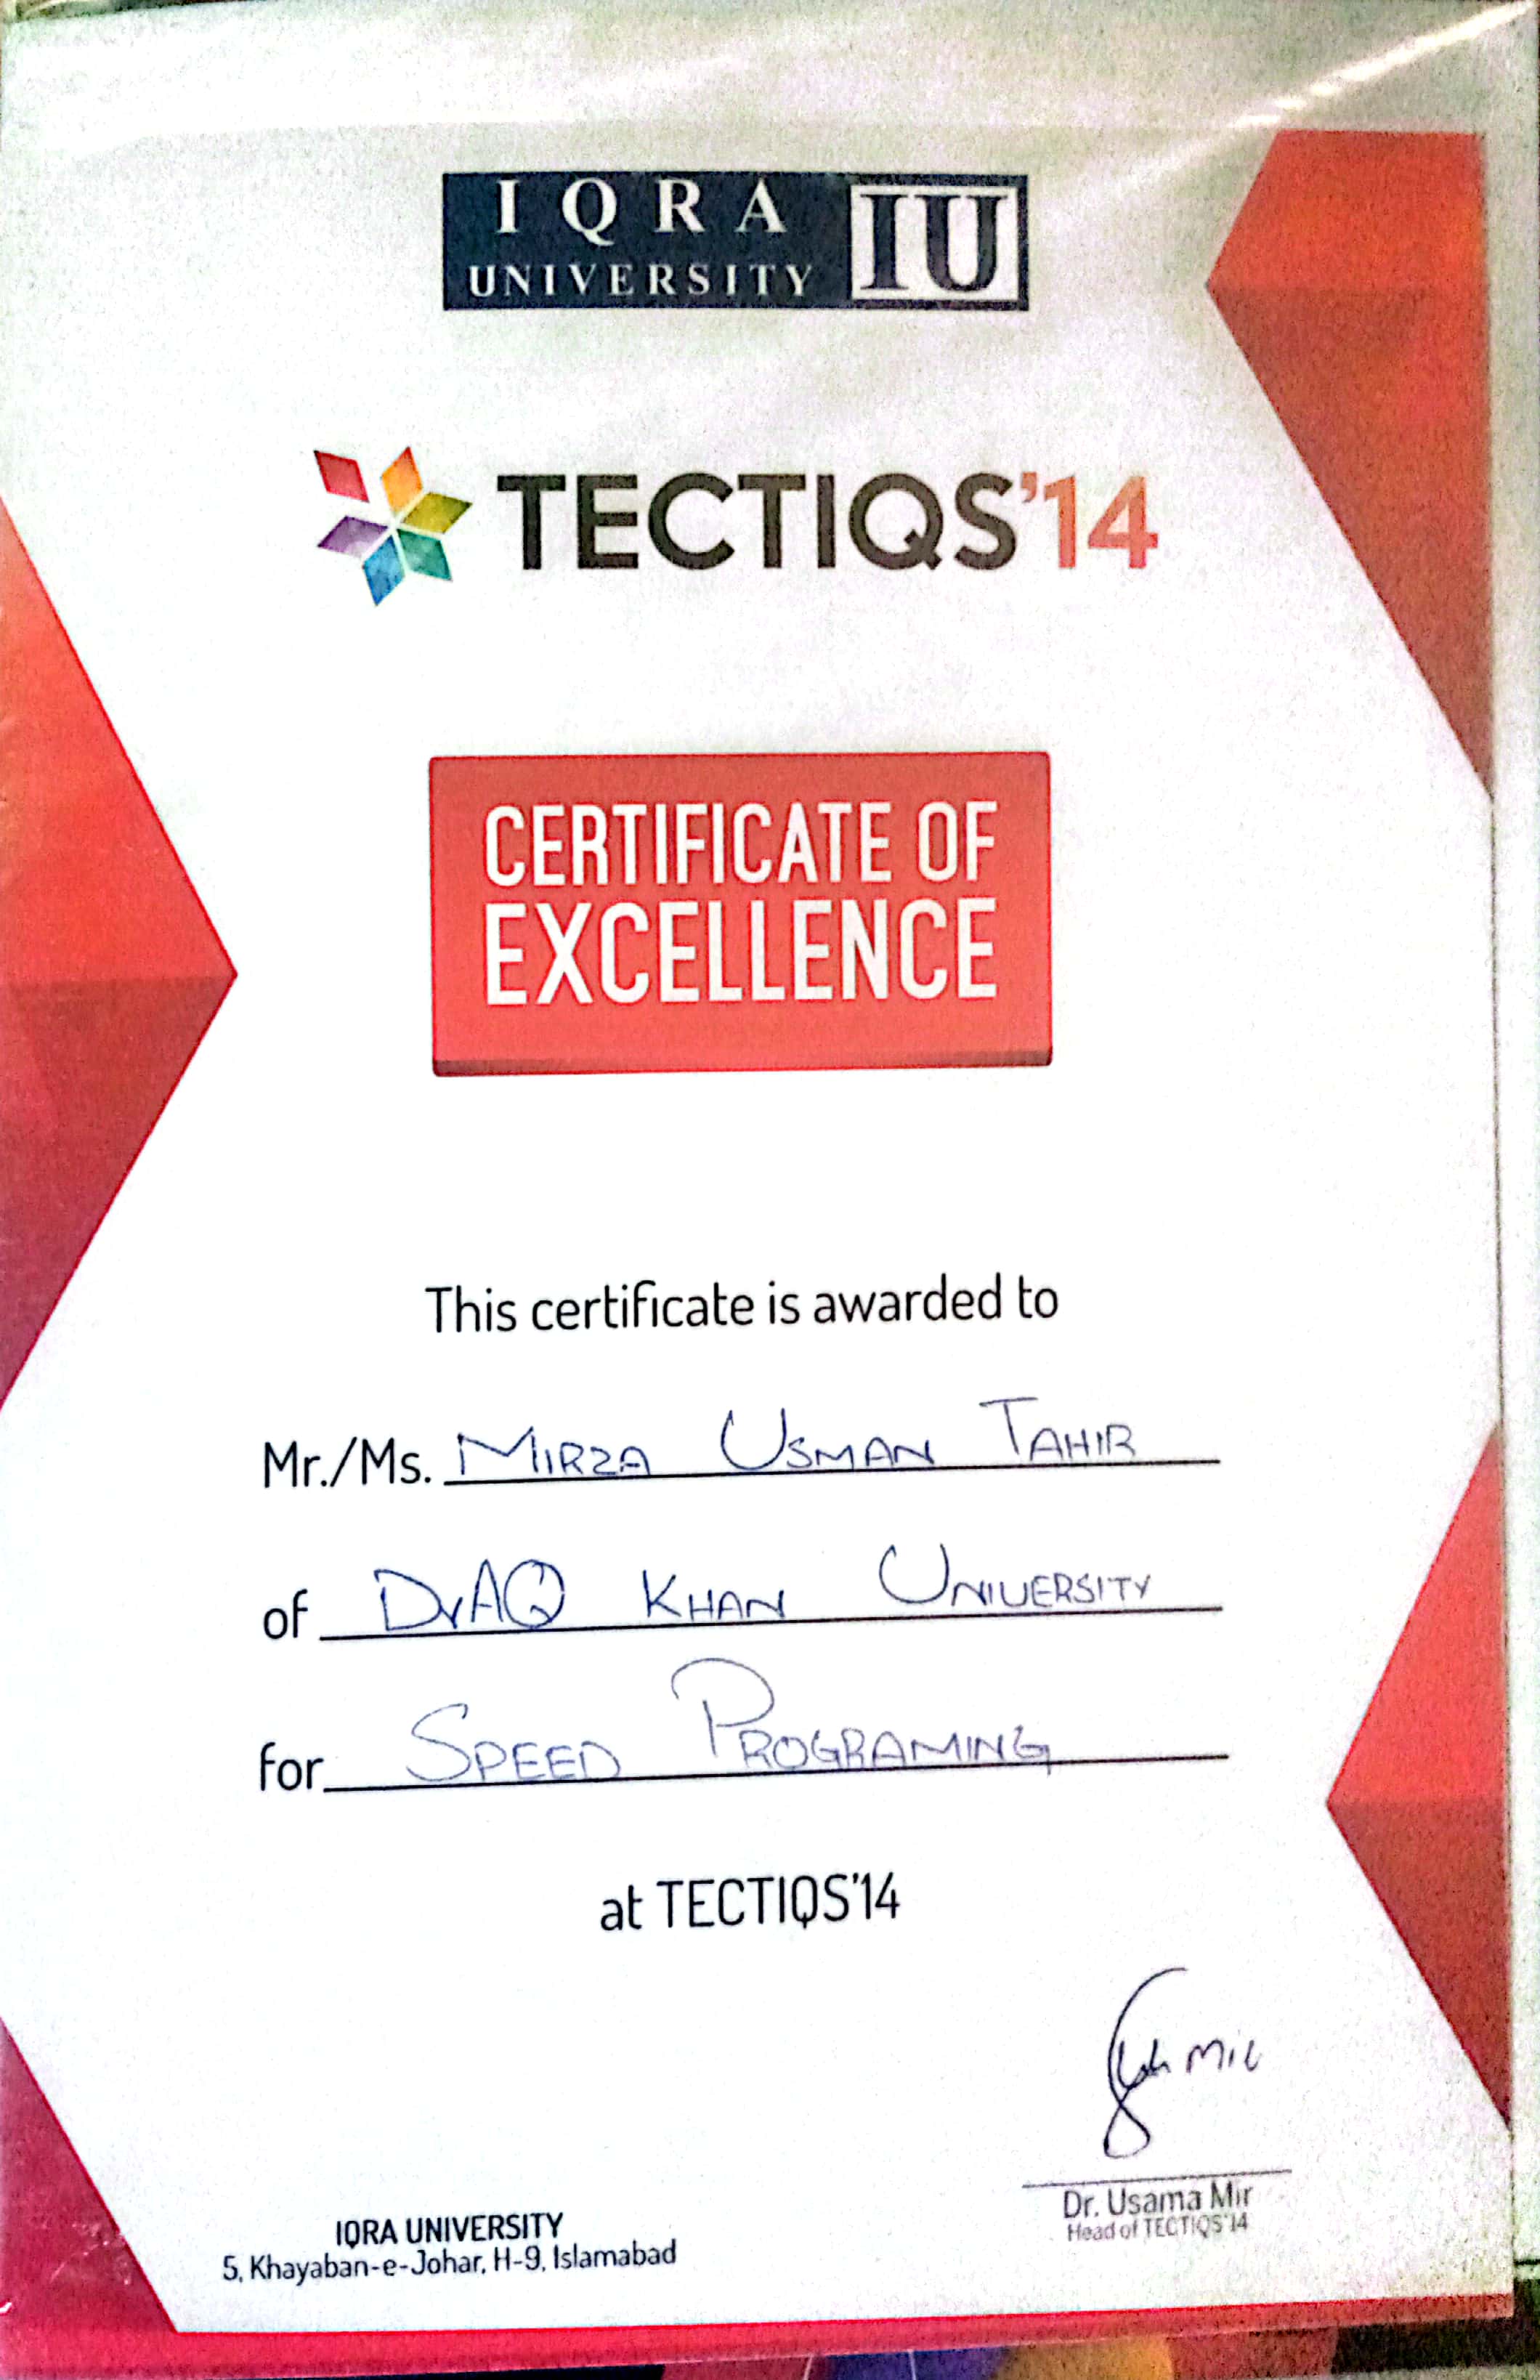 IQRA
UNIVERSITY
IU
TECTIQS'14
CERTIFICATE OF
EXCELLENCE
This certificate is awarded to
Mr./Ms. MIRZA USMAN TAHIR
of Dr AQ KHAN UNIVERSITY
for SPEED PROGRAMING
at TECTIQS'14
Mir
Dr. Usama Mir
Head of TECTIQS'14
IQRA UNIVERSITY
5, Khayaban-e-Johar, H-9, Islamabad